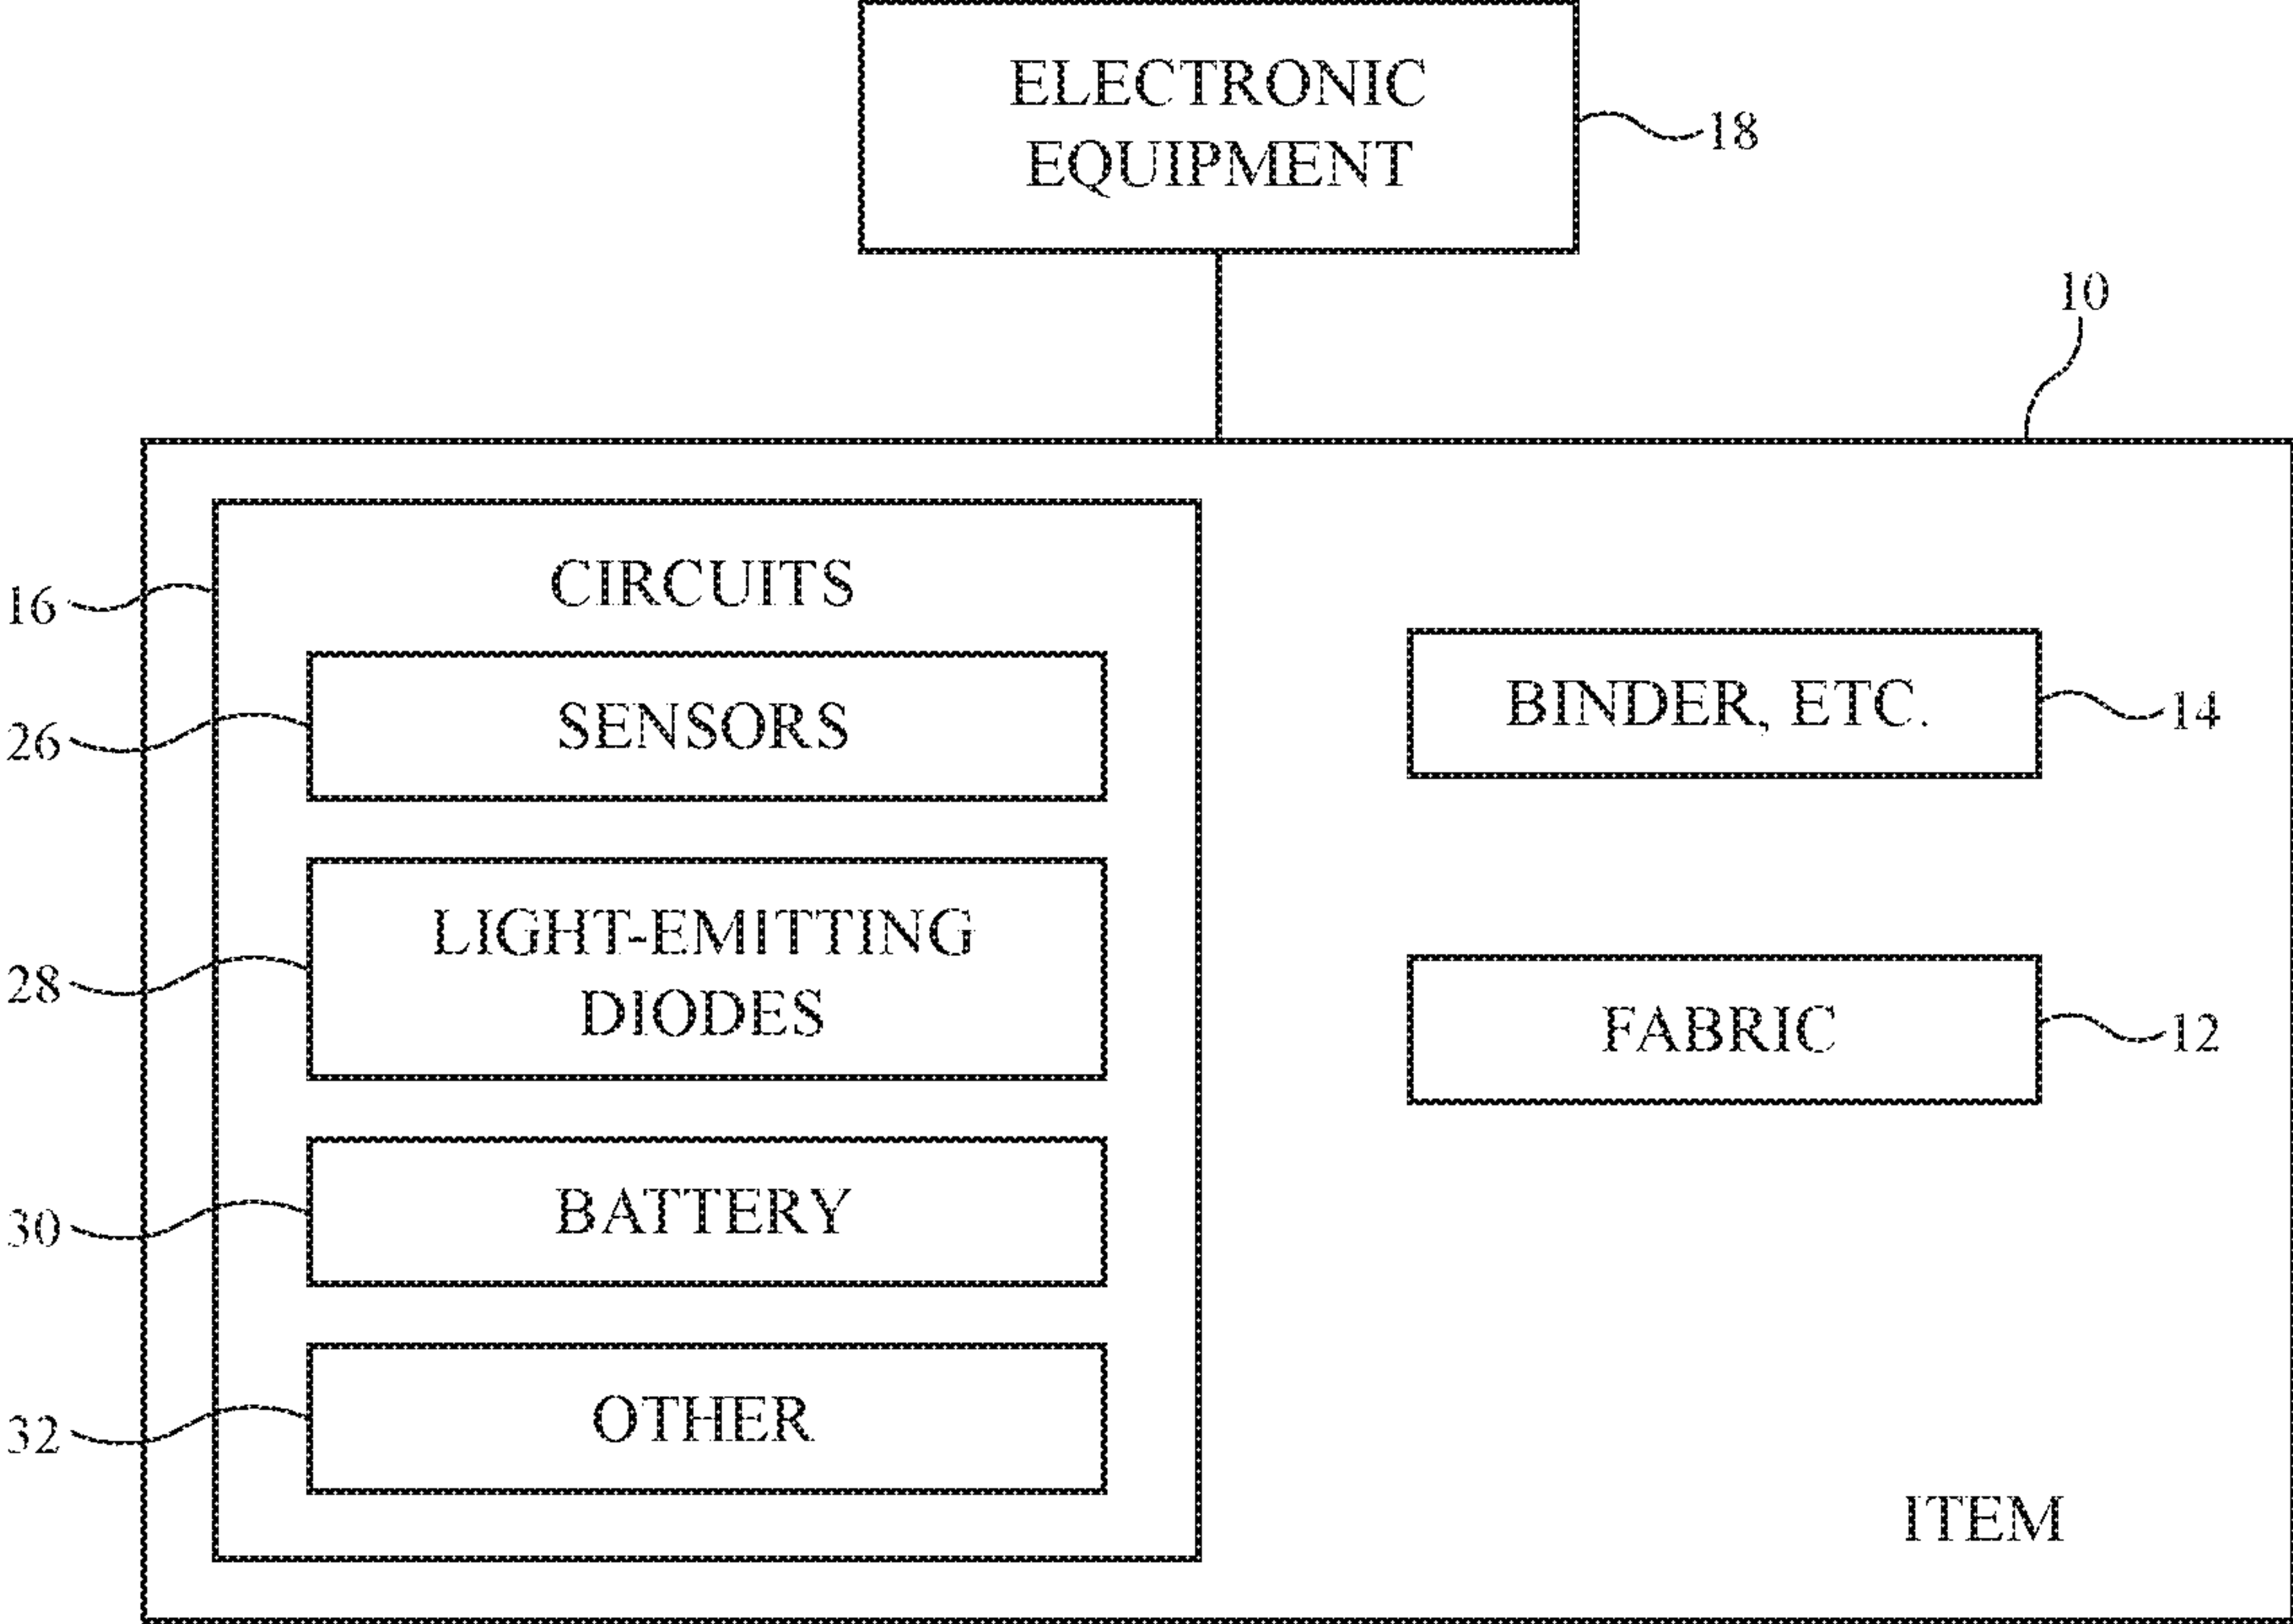 ELECTRONIC
EQUIPMENT
18
10
CIRCUITS
16
SENSORS
26
LIGHT-EMITTING
DIODES
28
BATTERY
30
OTHER
32
BINDER, ETC.
14
FABRIC
12
ITEM